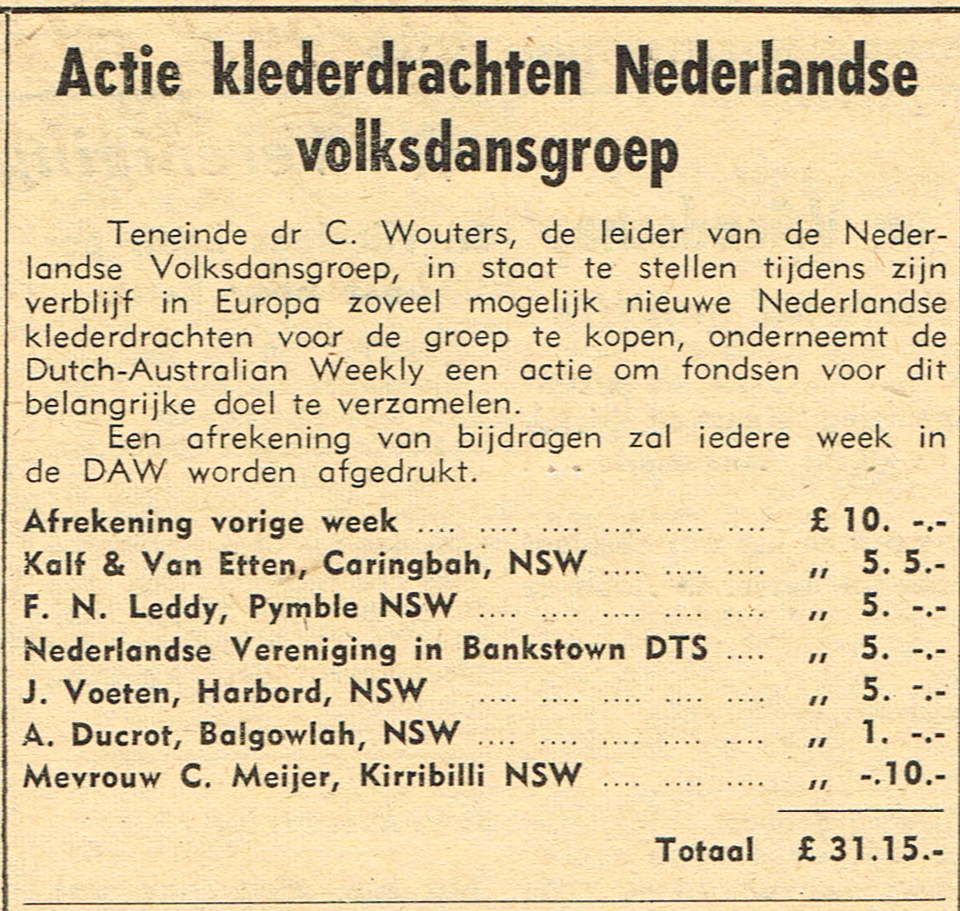 Actie klederdrachten Nederlandse
volksdansgroep
Teneinde dr C. Wouters, de leider van de Neder-
landse Volksdansgroep, in staat te stellen tijdens zijn
verblijf in Europa zoveel mogelijk nieuwe Nederlandse
klederdrachten voor de groep te kopen, onderneemt de
Dutch-Australian Weekly een actie om fondsen voor dit
belangrijke doel te verzamelen.
Een afrekening van bijdragen zal iedere week in
de DAW worden afgedrukt.
Afrekening vorige week .... .... .... .... .... .... £ 10. -.-
Kalf & Van Etten, Caringbah, NSW .... .... .... ,, 5. 5.-
F. N. Leddy, Pymble NSW .... .... .... .... .... ,, 5. -.-
Nederlandse Vereniging in Bankstown DTS .... ,, 5. -.-
J. Voeten, Harbord, NSW .... .... .... .... .... ,, 5. -.-
A. Ducrot, Balgowlah, NSW .... .... .... .... .... ,, 1. -.-
Mevrouw C. Meijer, Kirribilli NSW .... .... .... ,, -.10.-
Totaal £ 31.15.-